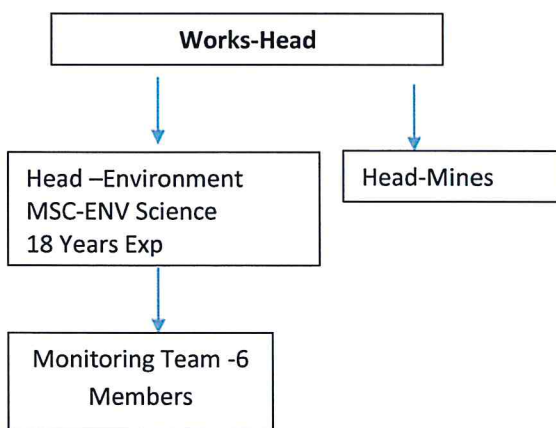 Works-Head
Head –Environment
MSC-ENV Science
18 Years Exp
Head-Mines
Monitoring Team -6
Members